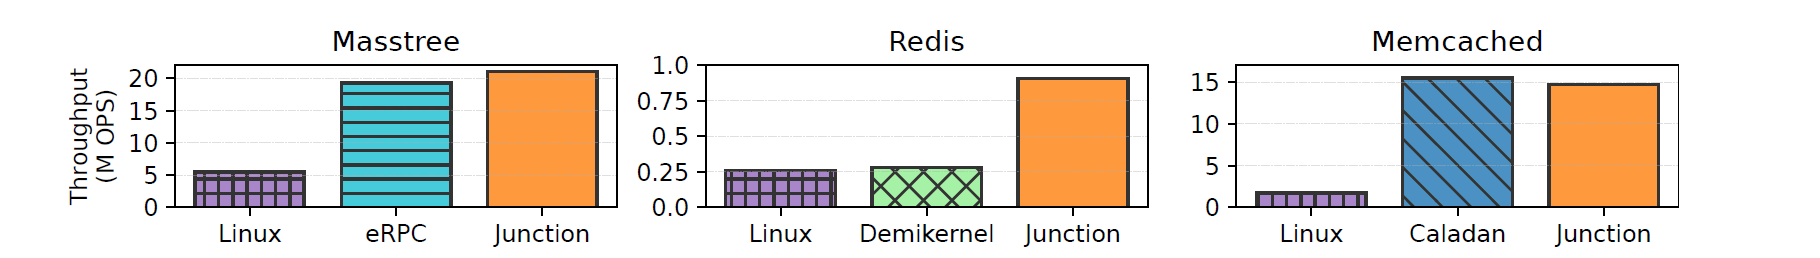 Masstree
Throughput
(M OPS)
20
15
10
5
0
Linux eRPC Junction
Redis
1.0
0.75
0.5
0.25
0.0
Linux Demikernel Junction
Memcached
15
10
5
0
Linux Caladan Junction